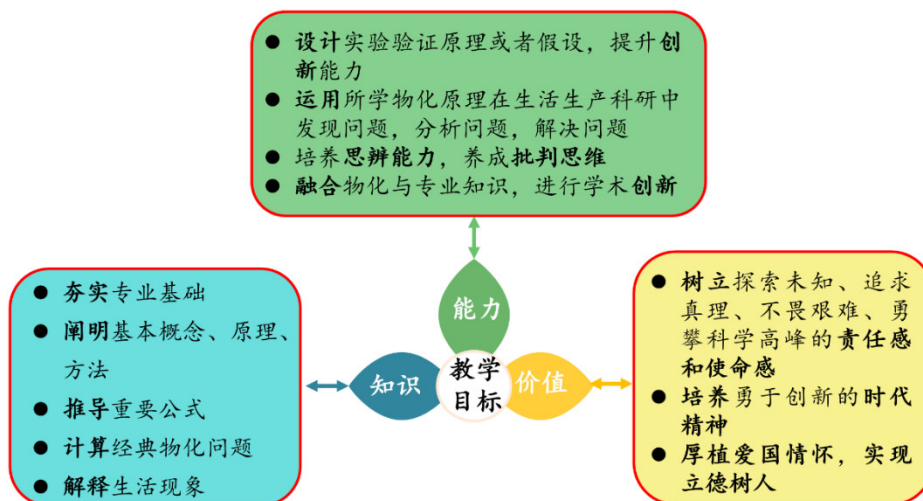 ● 设计实验验证原理或者假设，提升创
新能力
● 运用所学物化原理在生活生产科研中
发现问题，分析问题，解决问题
● 培养思辨能力，养成批判思维
● 融合物化与专业知识，进行学术创新
能力
知识
教学
目标
价值
● 夯实专业基础
● 阐明基本概念、原理、
方法
● 推导重要公式
● 计算经典物化问题
● 解释生活现象
● 树立探索未知、追求
真理、不畏艰难、勇
攀科学高峰的责任感
和使命感
● 培养勇于创新的时代
精神
● 厚植爱国情怀，实现
立德树人